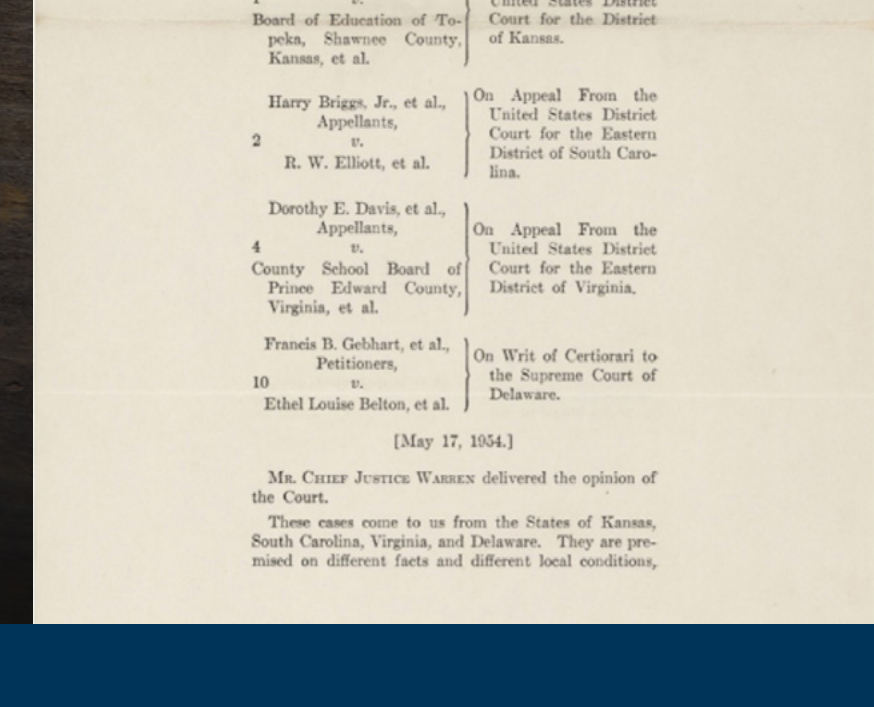 v.
United States District
Board of Education of To-
peka, Shawnee County,
Kansas, et al.
Court for the District
of Kansas.
Harry Briggs, Jr., et al.,
Appellants,
2 v.
R. W. Elliott, et al.
On Appeal From the
United States District
Court for the Eastern
District of South Caro-
lina.
Dorothy E. Davis, et al.,
Appellants,
4 v.
County School Board of
Prince Edward County,
Virginia, et al.
On Appeal From the
United States District
Court for the Eastern
District of Virginia.
Francis B. Gebhart, et al.,
Petitioners,
10 v.
Ethel Louise Belton, et al.
On Writ of Certiorari to
the Supreme Court of
Delaware.
[May 17, 1954.]
MR. CHIEF JUSTICE WARREN delivered the opinion of
the Court.
These cases come to us from the States of Kansas,
South Carolina, Virginia, and Delaware. They are pre-
mised on different facts and different local conditions,